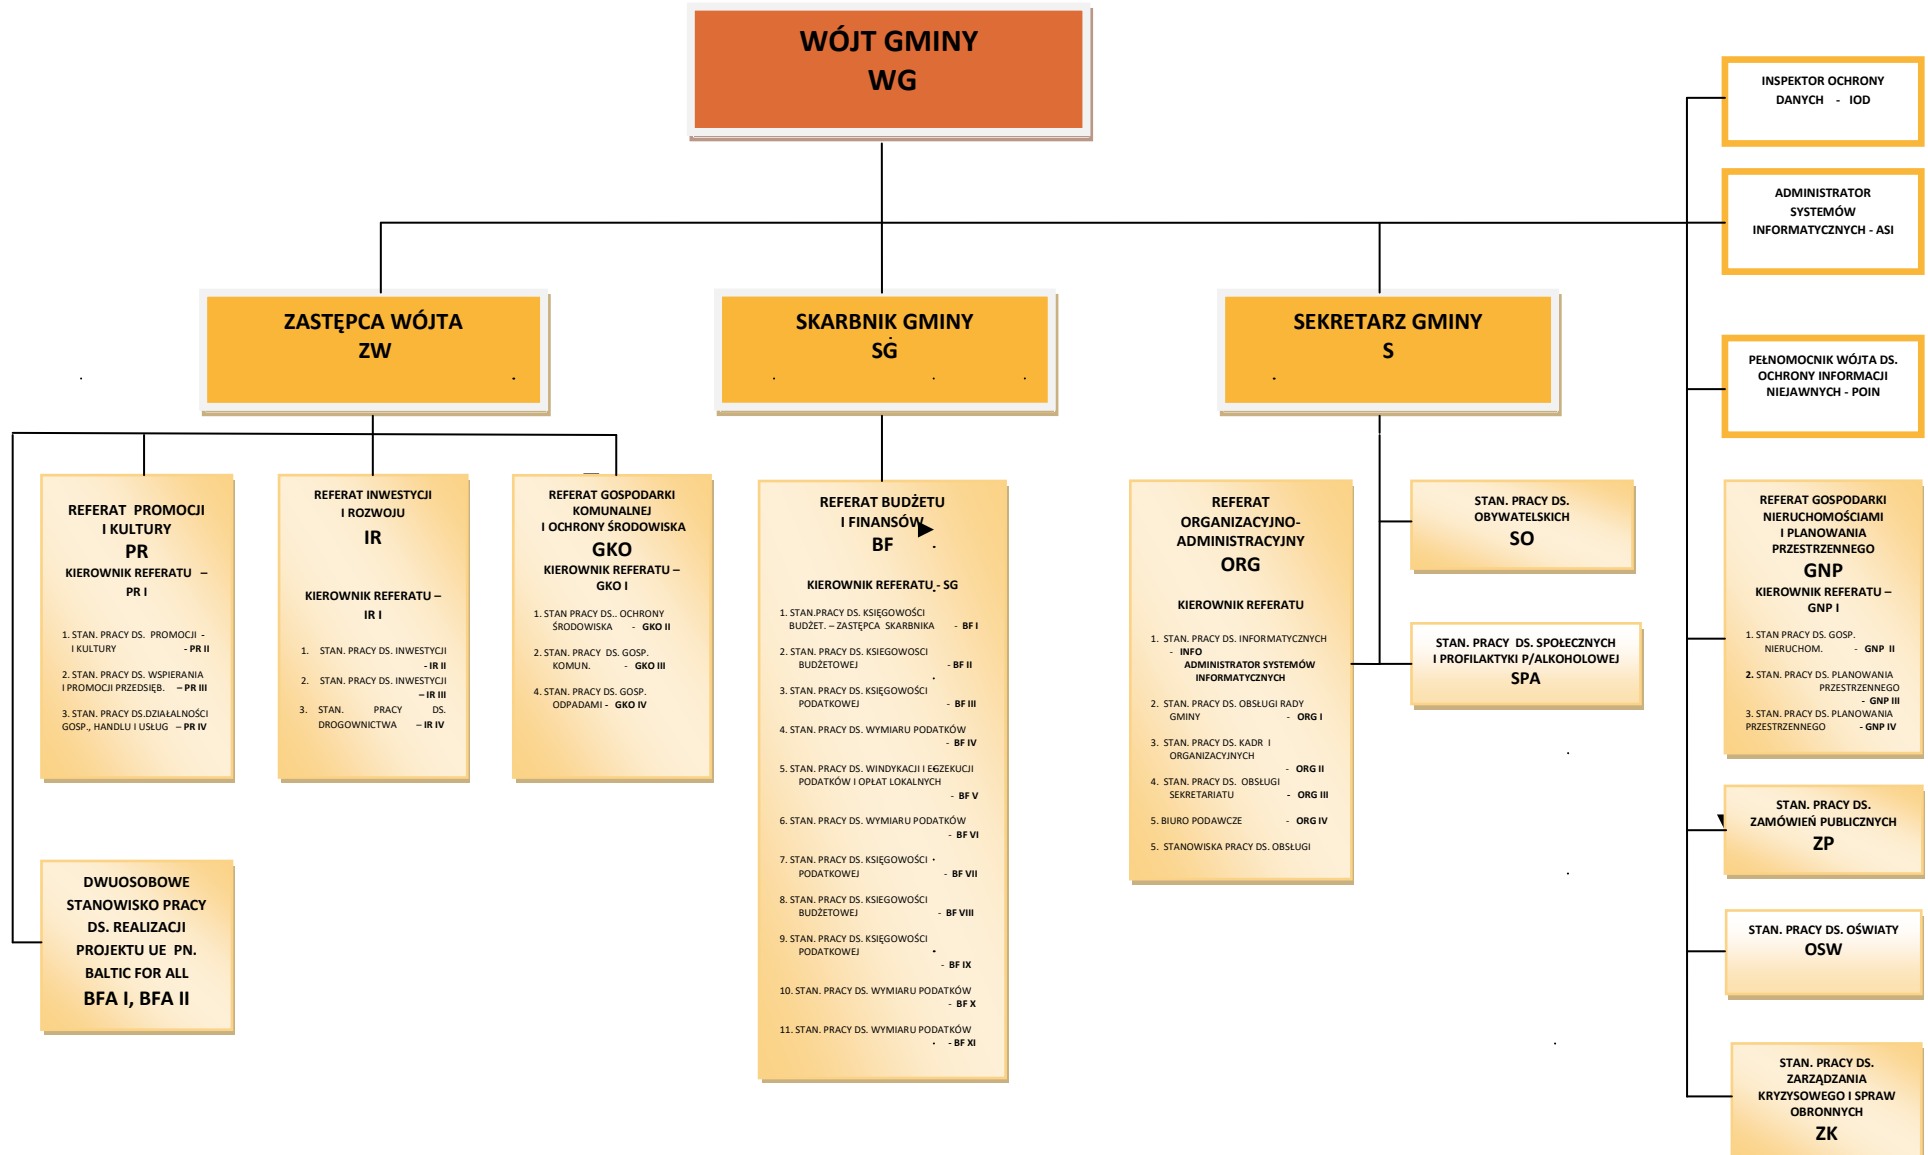 WÓJT GMINY
WG
INSPEKTOR OCHRONY
DANYCH - IOD
ADMINISTRATOR
SYSTEMÓW
INFORMATYCZNYCH - ASI
ZASTĘPCA WÓJTA
ZW
SKARBNIK GMINY
SG
SEKRETARZ GMINY
S
PEŁNOMOCNIK WÓJTA DS.
OCHRONY INFORMACJI
NIEJAWNYCH - POIN
REFERAT PROMOCJI
I KULTURY
PR
KIEROWNIK REFERATU –
PR I
1. STAN. PRACY DS. PROMOCJI -
I KULTURY - PR II
2. STAN. PRACY DS. WSPIERANIA
I PROMOCJI PRZEDSIĘB. – PR III
3. STAN. PRACY DS.DZIAŁALNOŚCI
GOSP., HANDLU I USŁUG – PR IV
REFERAT INWESTYCJI
I ROZWOJU
IR
KIEROWNIK REFERATU –
IR I
1. STAN. PRACY DS. INWESTYCJI
- IR II
2. STAN. PRACY DS. INWESTYCJI
– IR III
3. STAN. PRACY DS.
DROGOWNICTWA – IR IV
REFERAT GOSPODARKI
KOMUNALNEJ
I OCHRONY ŚRODOWISKA
GKO
KIEROWNIK REFERATU –
GKO I
1. STAN PRACY DS.. OCHRONY
ŚRODOWISKA - GKO II
2. STAN. PRACY DS. GOSP.
KOMUN. - GKO III
4. STAN. PRACY DS. GOSP.
ODPADAMI - GKO IV
REFERAT BUDŻETU
I FINANSÓW
BF
KIEROWNIK REFERATU - SG
1. STAN.PRACY DS. KSIĘGOWOŚCI
BUDŻET. – ZASTĘPCA SKARBNIKA - BF I
2. STAN. PRACY DS. KSIEGOWOSCI
BUDŻETOWEJ - BF II
3. STAN. PRACY DS. KSIĘGOWOŚCI
PODATKOWEJ - BF III
4. STAN. PRACY DS. WYMIARU PODATKÓW
- BF IV
5. STAN. PRACY DS. WINDYKACJI I EGZEKUCJI
PODATKÓW I OPŁAT LOKALNYCH
- BF V
6. STAN. PRACY DS. WYMIARU PODATKÓW
- BF VI
7. STAN. PRACY DS. KSIĘGOWOŚCI
PODATKOWEJ - BF VII
8. STAN. PRACY DS. KSIEGOWOŚCI
BUDŻETOWEJ - BF VIII
9. STAN. PRACY DS. KSIĘGOWOŚCI
PODATKOWEJ
- BF IX
10. STAN. PRACY DS. WYMIARU PODATKÓW
- BF X
11. STAN. PRACY DS. WYMIARU PODATKÓW
- BF XI
REFERAT
ORGANIZACYJNO-
ADMINISTRACYJNY
ORG
KIEROWNIK REFERATU
1. STAN. PRACY DS. INFORMATYCZNYCH
- INFO
ADMINISTRATOR SYSTEMÓW
INFORMATYCZNYCH
2. STAN. PRACY DS. OBSŁUGI RADY
GMINY - ORG I
3. STAN. PRACY DS. KADR I
ORGANIZACYJNYCH
- ORG II
4. STAN. PRACY DS. OBSŁUGI
SEKRETARIATU - ORG III
5. BIURO PODAWCZE - ORG IV
5. STANOWISKA PRACY DS. OBSŁUGI
STAN. PRACY DS.
OBYWATELSKICH
SO
STAN. PRACY DS. SPOŁECZNYCH
I PROFILAKTYKI P/ALKOHOLOWEJ
SPA
REFERAT GOSPODARKI
NIERUCHOMOŚCIAMI
I PLANOWANIA
PRZESTRZENNEGO
GNP
KIEROWNIK REFERATU –
GNP I
1. STAN PRACY DS. GOSP.
NIERUCHOM. - GNP II
2. STAN. PRACY DS. PLANOWANIA
PRZESTRZENNEGO
- GNP III
3. STAN. PRACY DS. PLANOWANIA
PRZESTRZENNEGO - GNP IV
STAN. PRACY DS.
ZAMÓWIEŃ PUBLICZNYCH
ZP
DWUOSOBOWE
STANOWISKO PRACY
DS. REALIZACJI
PROJEKTU UE PN.
BALTIC FOR ALL
BFA I, BFA II
STAN. PRACY DS. OŚWIATY
OSW
STAN. PRACY DS.
ZARZĄDZANIA
KRYZYSOWEGO I SPRAW
OBRONNYCH
ZK